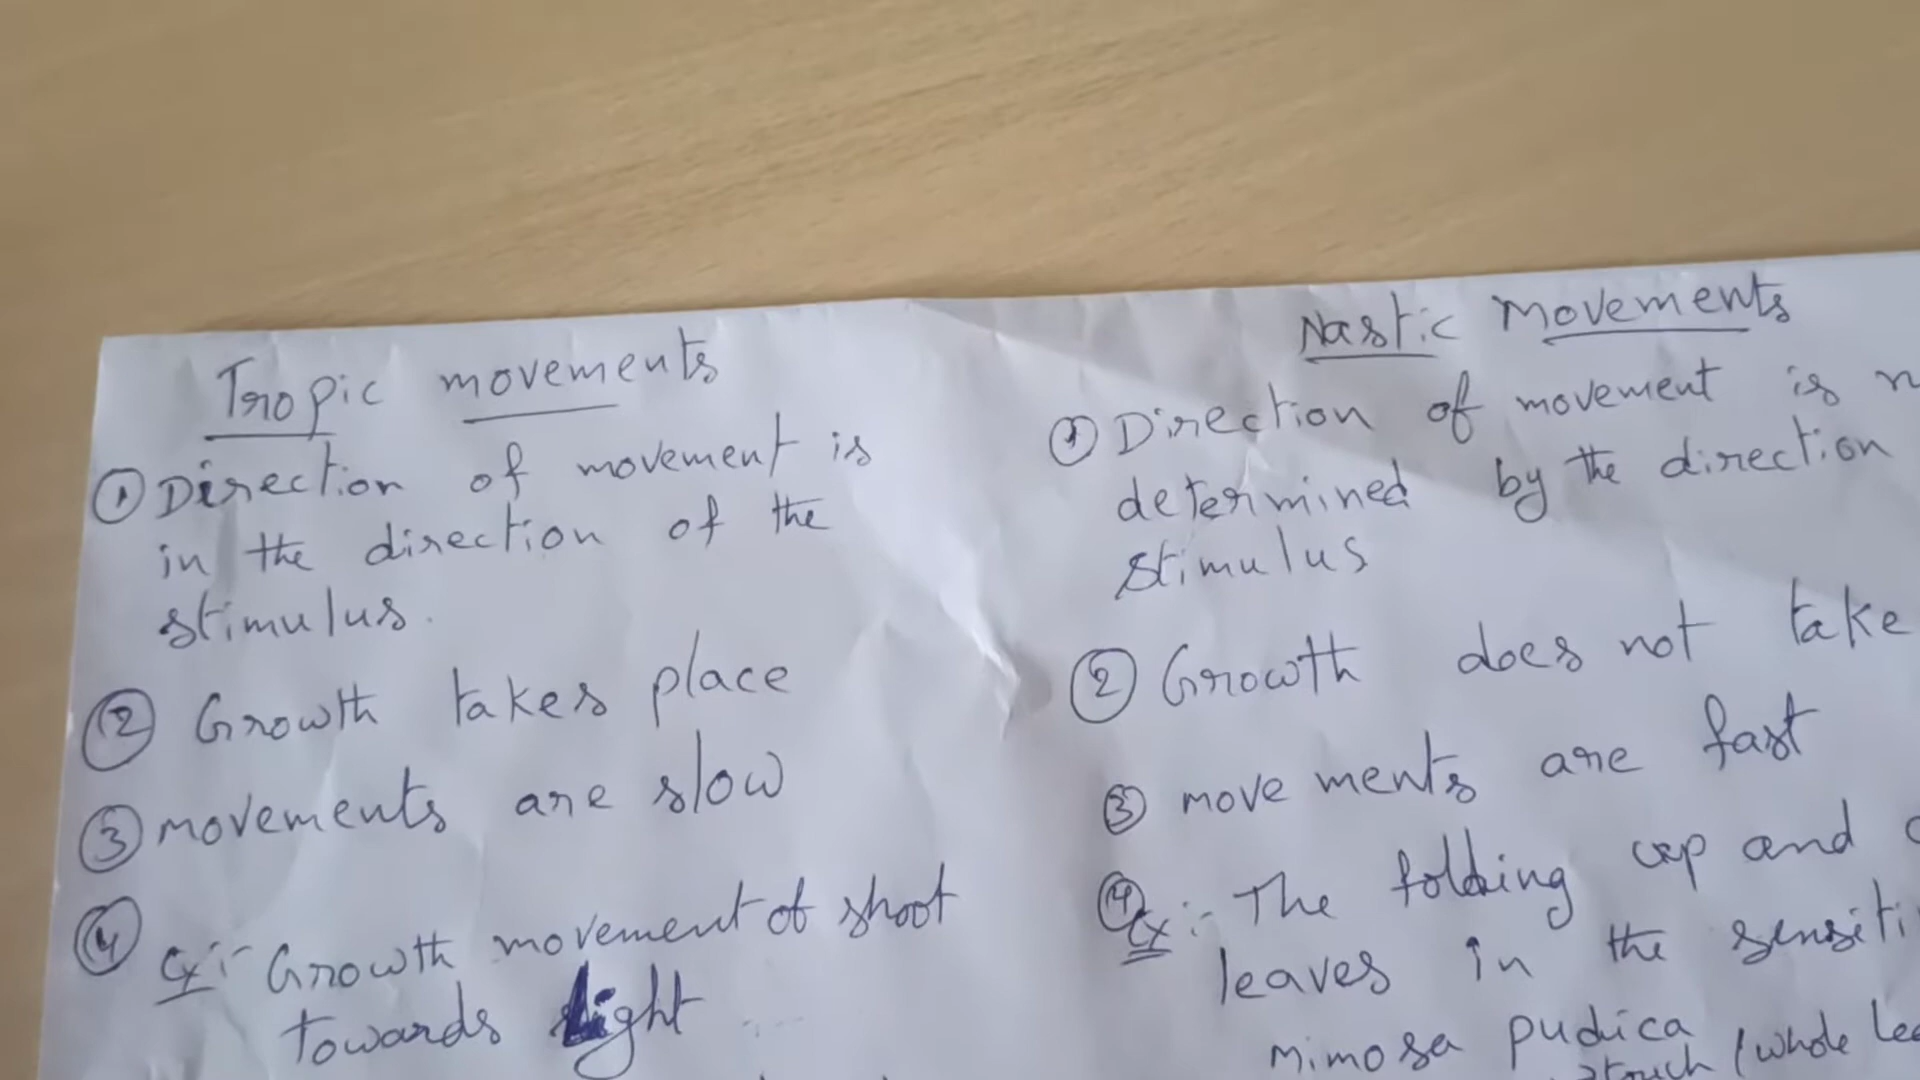 Tropic movements
① Direction of movement is
in the direction of the
stimulus.
② Growth takes place
③ movements are slow
④ Ex:- Growth movement of shoot
towards light
Nastic Movements
① Direction of movement is
determined by the direction
stimulus
② Growth does not take
③ move ments are fast
④ Ex:- The folding up and
leaves in the
Mimosa pudica
(whole